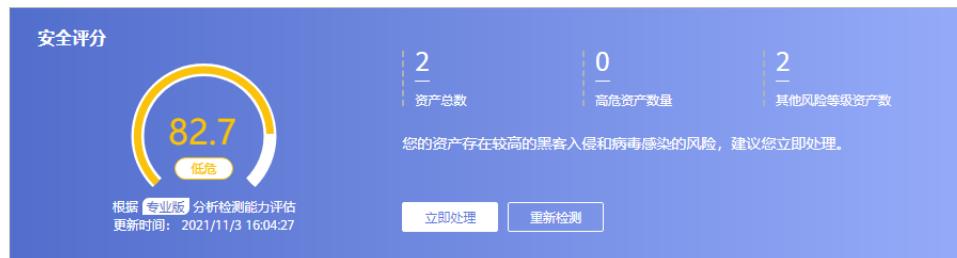 安全评分
82.7
低危
根据 专业版 分析检测能力评估
更新时间： 2021/11/3 16:04:27
2
资产总数
0
高危资产数量
2
其他风险等级资产数
您的资产存在较高的黑客入侵和病毒感染的风险，建议您立即处理。
立即处理
重新检测